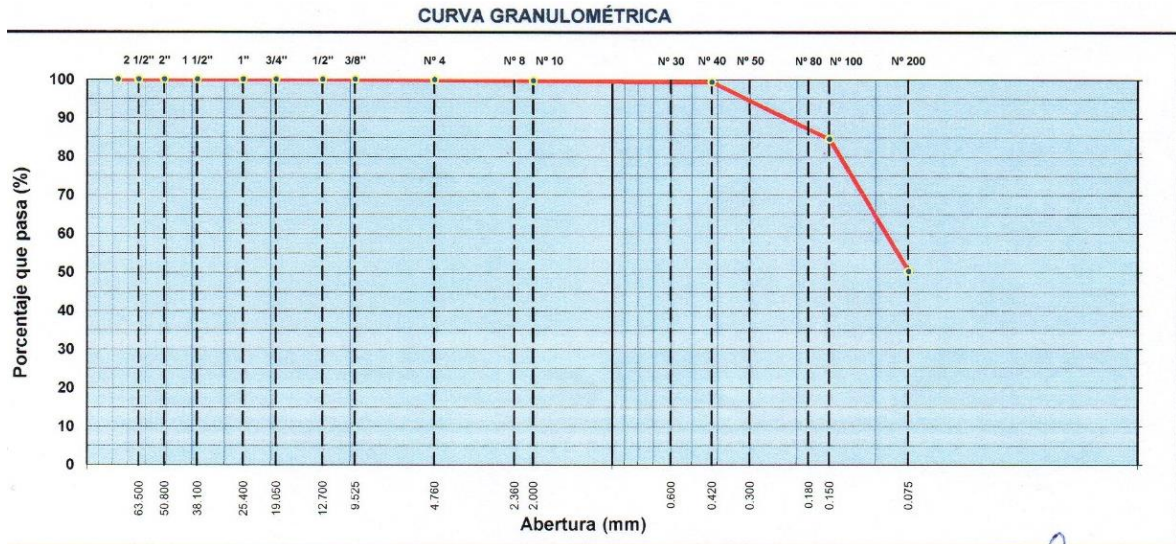 CURVA GRANULOMÉTRICA
2 1/2" 2" 1 1/2" 1" 3/4" 1/2" 3/8" Nº 4 Nº 8 Nº 10 Nº 30 Nº 40 Nº 50 Nº 80 Nº 100 Nº 200
100
90
80
70
60
50
40
30
20
10
0
Porcentaje que pasa (%)
63.500 50.800 38.100 25.400 19.050 12.700 9.525 4.760 2.360 2.000 0.600 0.420 0.300 0.180 0.150 0.075
Abertura (mm)